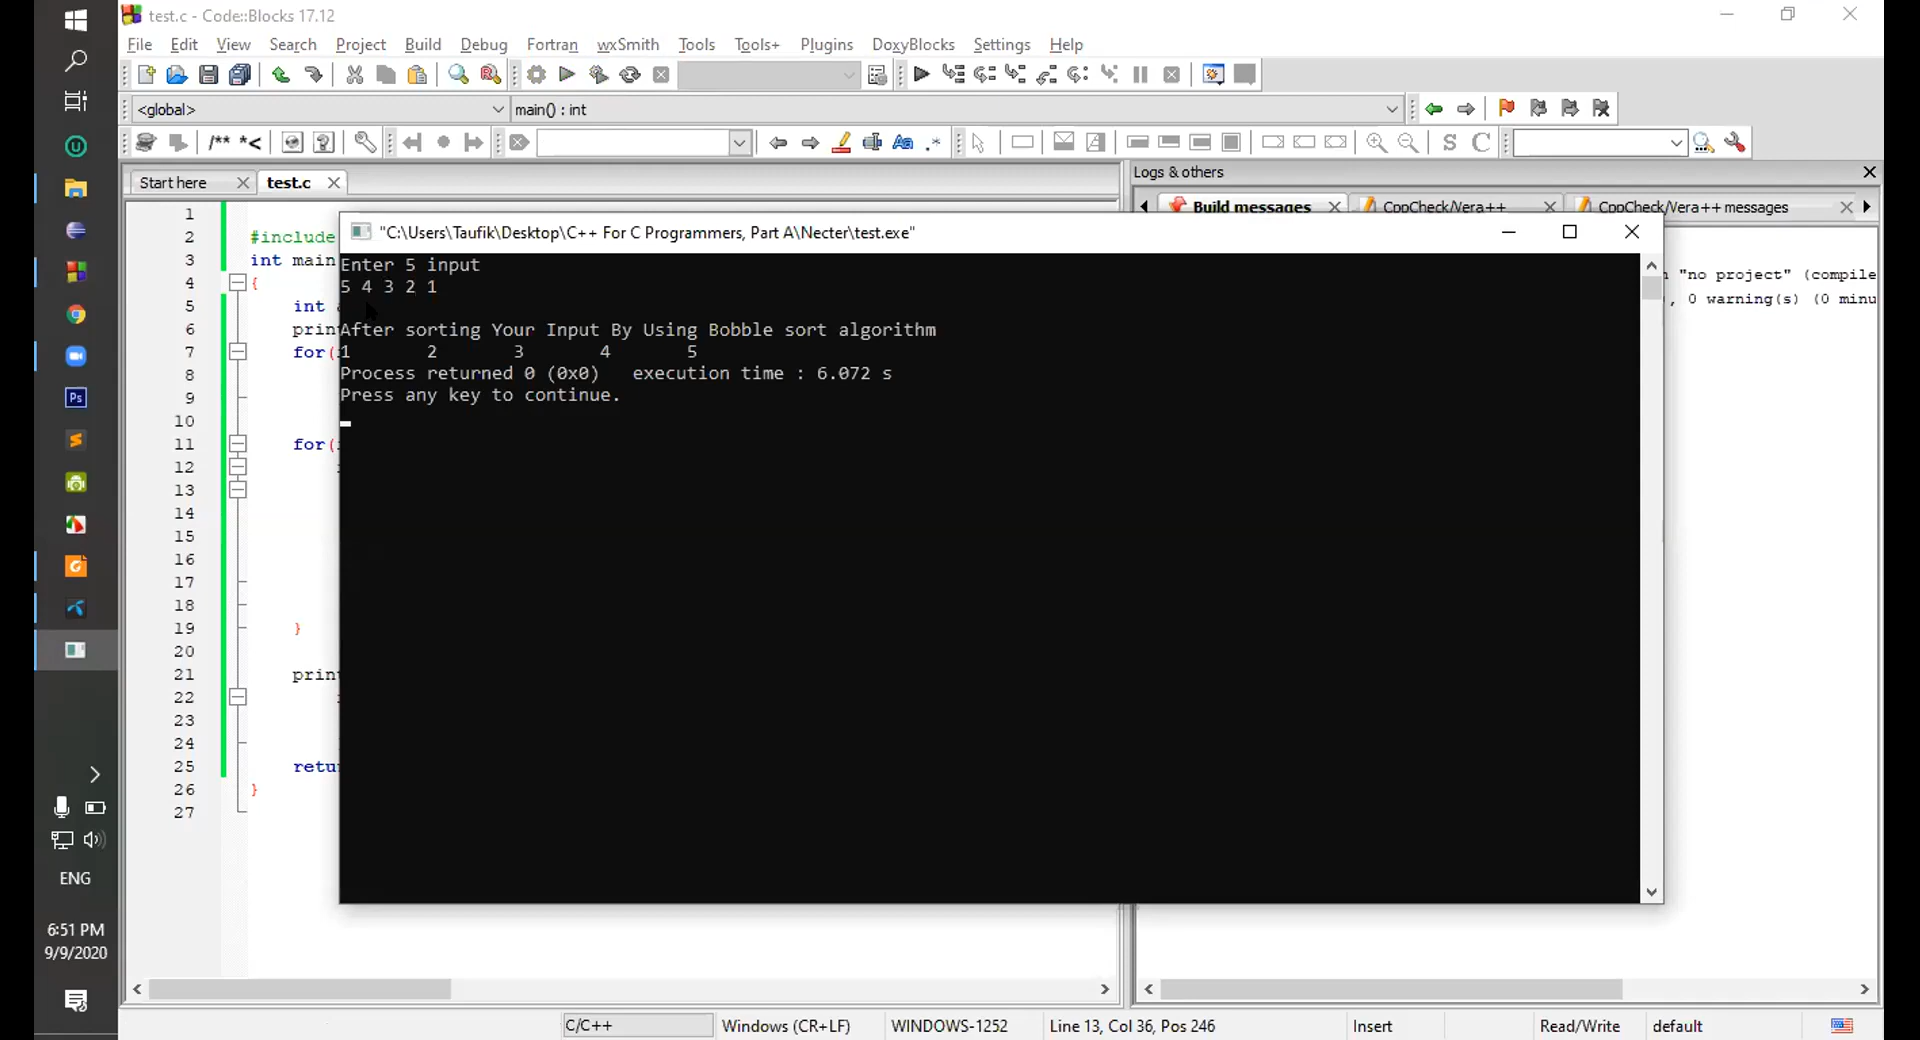 test.c - Code::Blocks 17.12
File Edit View Search Project Build Debug Fortran wxSmith Tools Tools+ Plugins DoxyBlocks Settings Help
<global> main() : int
/** *<
S C
Start here test.c
Logs & others
Build messages CppCheck/Vera++ CppCheck/Vera++ messages
"C:\Users\Taufik\Desktop\C++ For C Programmers, Part A\Necter\test.exe"
Enter 5 input
5 4 3 2 1
After sorting Your Input By Using Bobble sort algorithm
1 2 3 4 5
Process returned 0 (0x0) execution time : 6.072 s
Press any key to continue.
"no project" (compile
, 0 warning(s) (0 minu
1
2 #include
3 int main
4 {
5 int
6 prin
7 for(
8
9
10
11 for(
12
13
14
15
16
17
18
19 }
20
21 prin
22
23
24
25 retu
26 }
27
Ps
ENG
6:51 PM
9/9/2020
C/C++ Windows (CR+LF) WINDOWS-1252 Line 13, Col 36, Pos 246 Insert Read/Write default